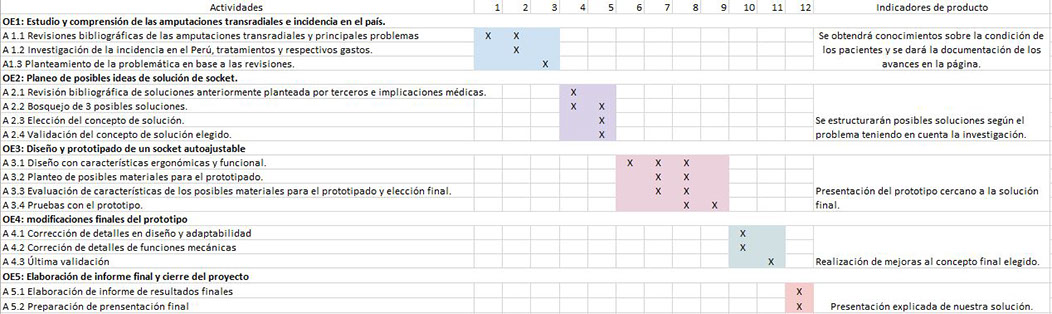 Actividades 1 2 3 4 5 6 7 8 9 10 11 12 Indicadores de producto
OE1: Estudio y comprensión de las amputaciones transradiales e incidencia en el país.
A 1.1 Revisiones bibliográficas de las amputaciones transradiales y principales problemas X X
A 1.2 Investigación de la incidencia en el Perú, tratamientos y respectivos gastos. X
A1.3 Planteamiento de la problemática en base a las revisiones. X
Se obtendrá conocimientos sobre la condición de
los pacientes y se dará la documentación de los
avances en la página.
OE2: Planeo de posibles ideas de solución de socket.
A 2.1 Revisión bibliográfica de soluciones anteriormente planteada por terceros e implicaciones médicas. X
A 2.2 Bosquejo de 3 posibles soluciones. X X
A 2.3 Elección del concepto de solución. X
A 2.4 Validación del concepto de solución elegido. X
Se estructurarán posibles soluciones según el
problema teniendo en cuenta la investigación.
OE3: Diseño y prototipado de un socket autoajustable
A 3.1 Diseño con características ergonómicas y funcional. X X X
A 3.2 Planteo de posibles materiales para el prototipado. X X
A 3.3 Evaluación de características de los posibles materiales para el prototipado y elección final. X X
A 3.4 Pruebas con el prototipo. X X
Presentación del prototipo cercano a la solución
final.
OE4: modificaciones finales del prototipo
A 4.1 Corrección de detalles en diseño y adaptabilidad X
A 4.2 Correción de detalles de funciones mecánicas X
A 4.3 Última validación X
Realización de mejoras al concepto final elegido.
OE5: Elaboración de informe final y cierre del proyecto
A 5.1 Elaboración de informe de resultados finales X
A 5.2 Preparación de prensentación final X
Presentación explicada de nuestra solución.